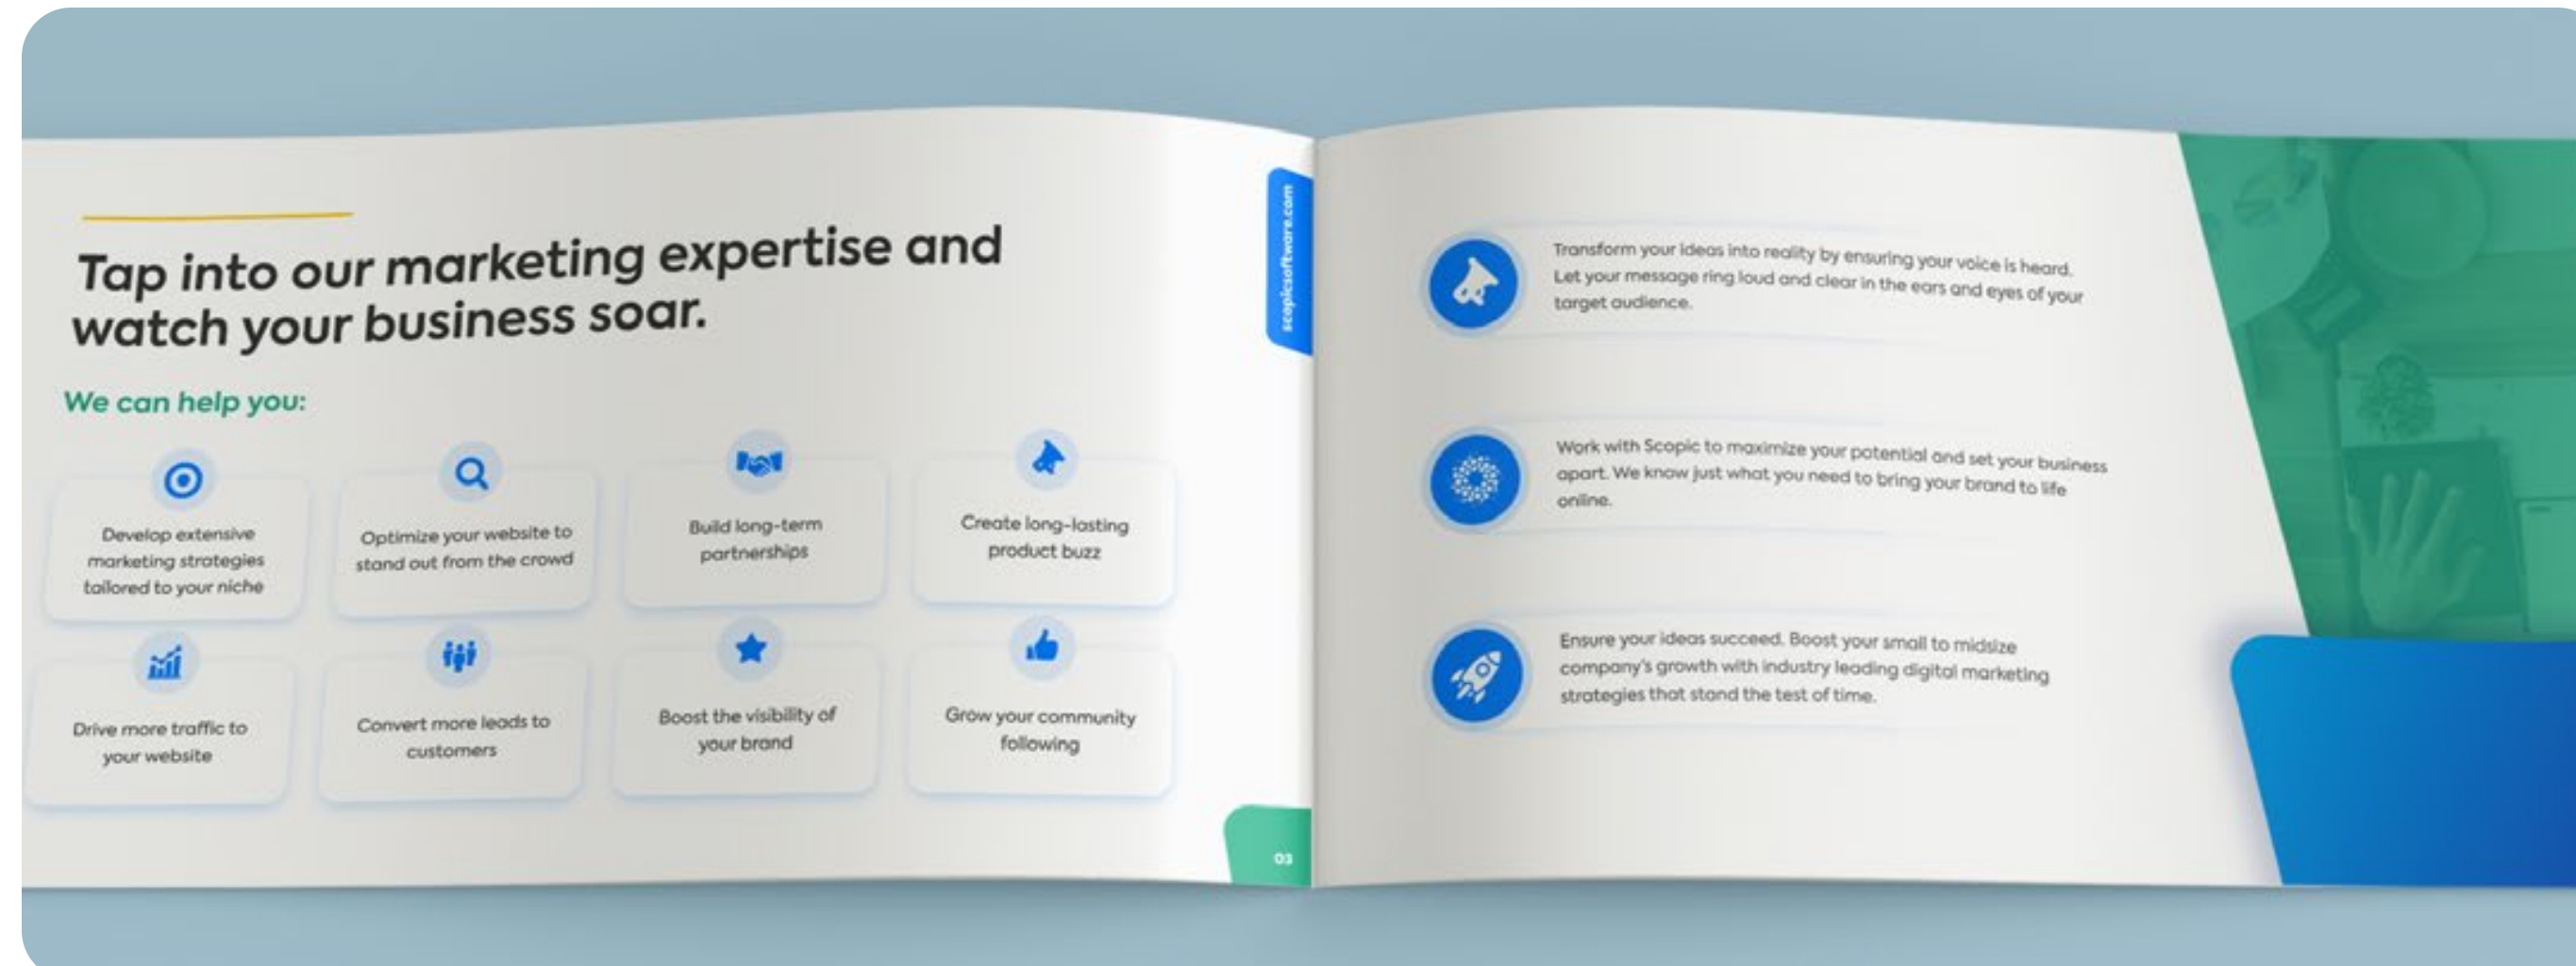 Tap into our marketing expertise and
watch your business soar.
We can help you:
Develop extensive
marketing strategies
tailored to your niche
Optimize your website to
stand out from the crowd
Build long-term
partnerships
Create long-lasting
product buzz
Drive more traffic to
your website
Convert more leads to
customers
Boost the visibility of
your brand
Grow your community
following
scopicsoftware.com
03
Transform your ideas into reality by ensuring your voice is heard.
Let your message ring loud and clear in the ears and eyes of your
target audience.
Work with Scopic to maximize your potential and set your business
apart. We know just what you need to bring your brand to life
online.
Ensure your ideas succeed. Boost your small to midsize
company's growth with industry leading digital marketing
strategies that stand the test of time.